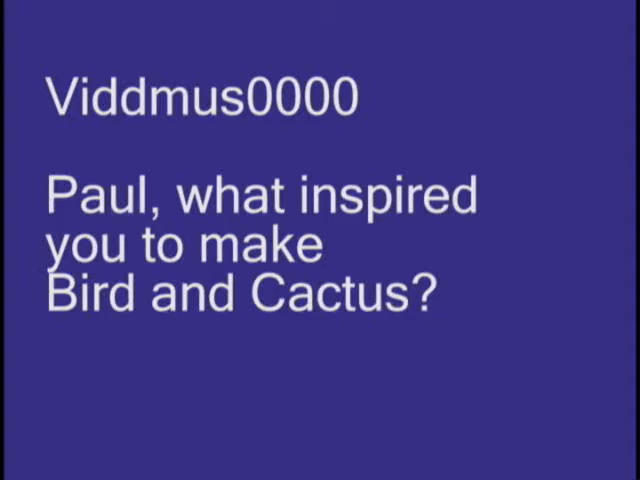 Viddmus0000
Paul, what inspired
you to make
Bird and Cactus?